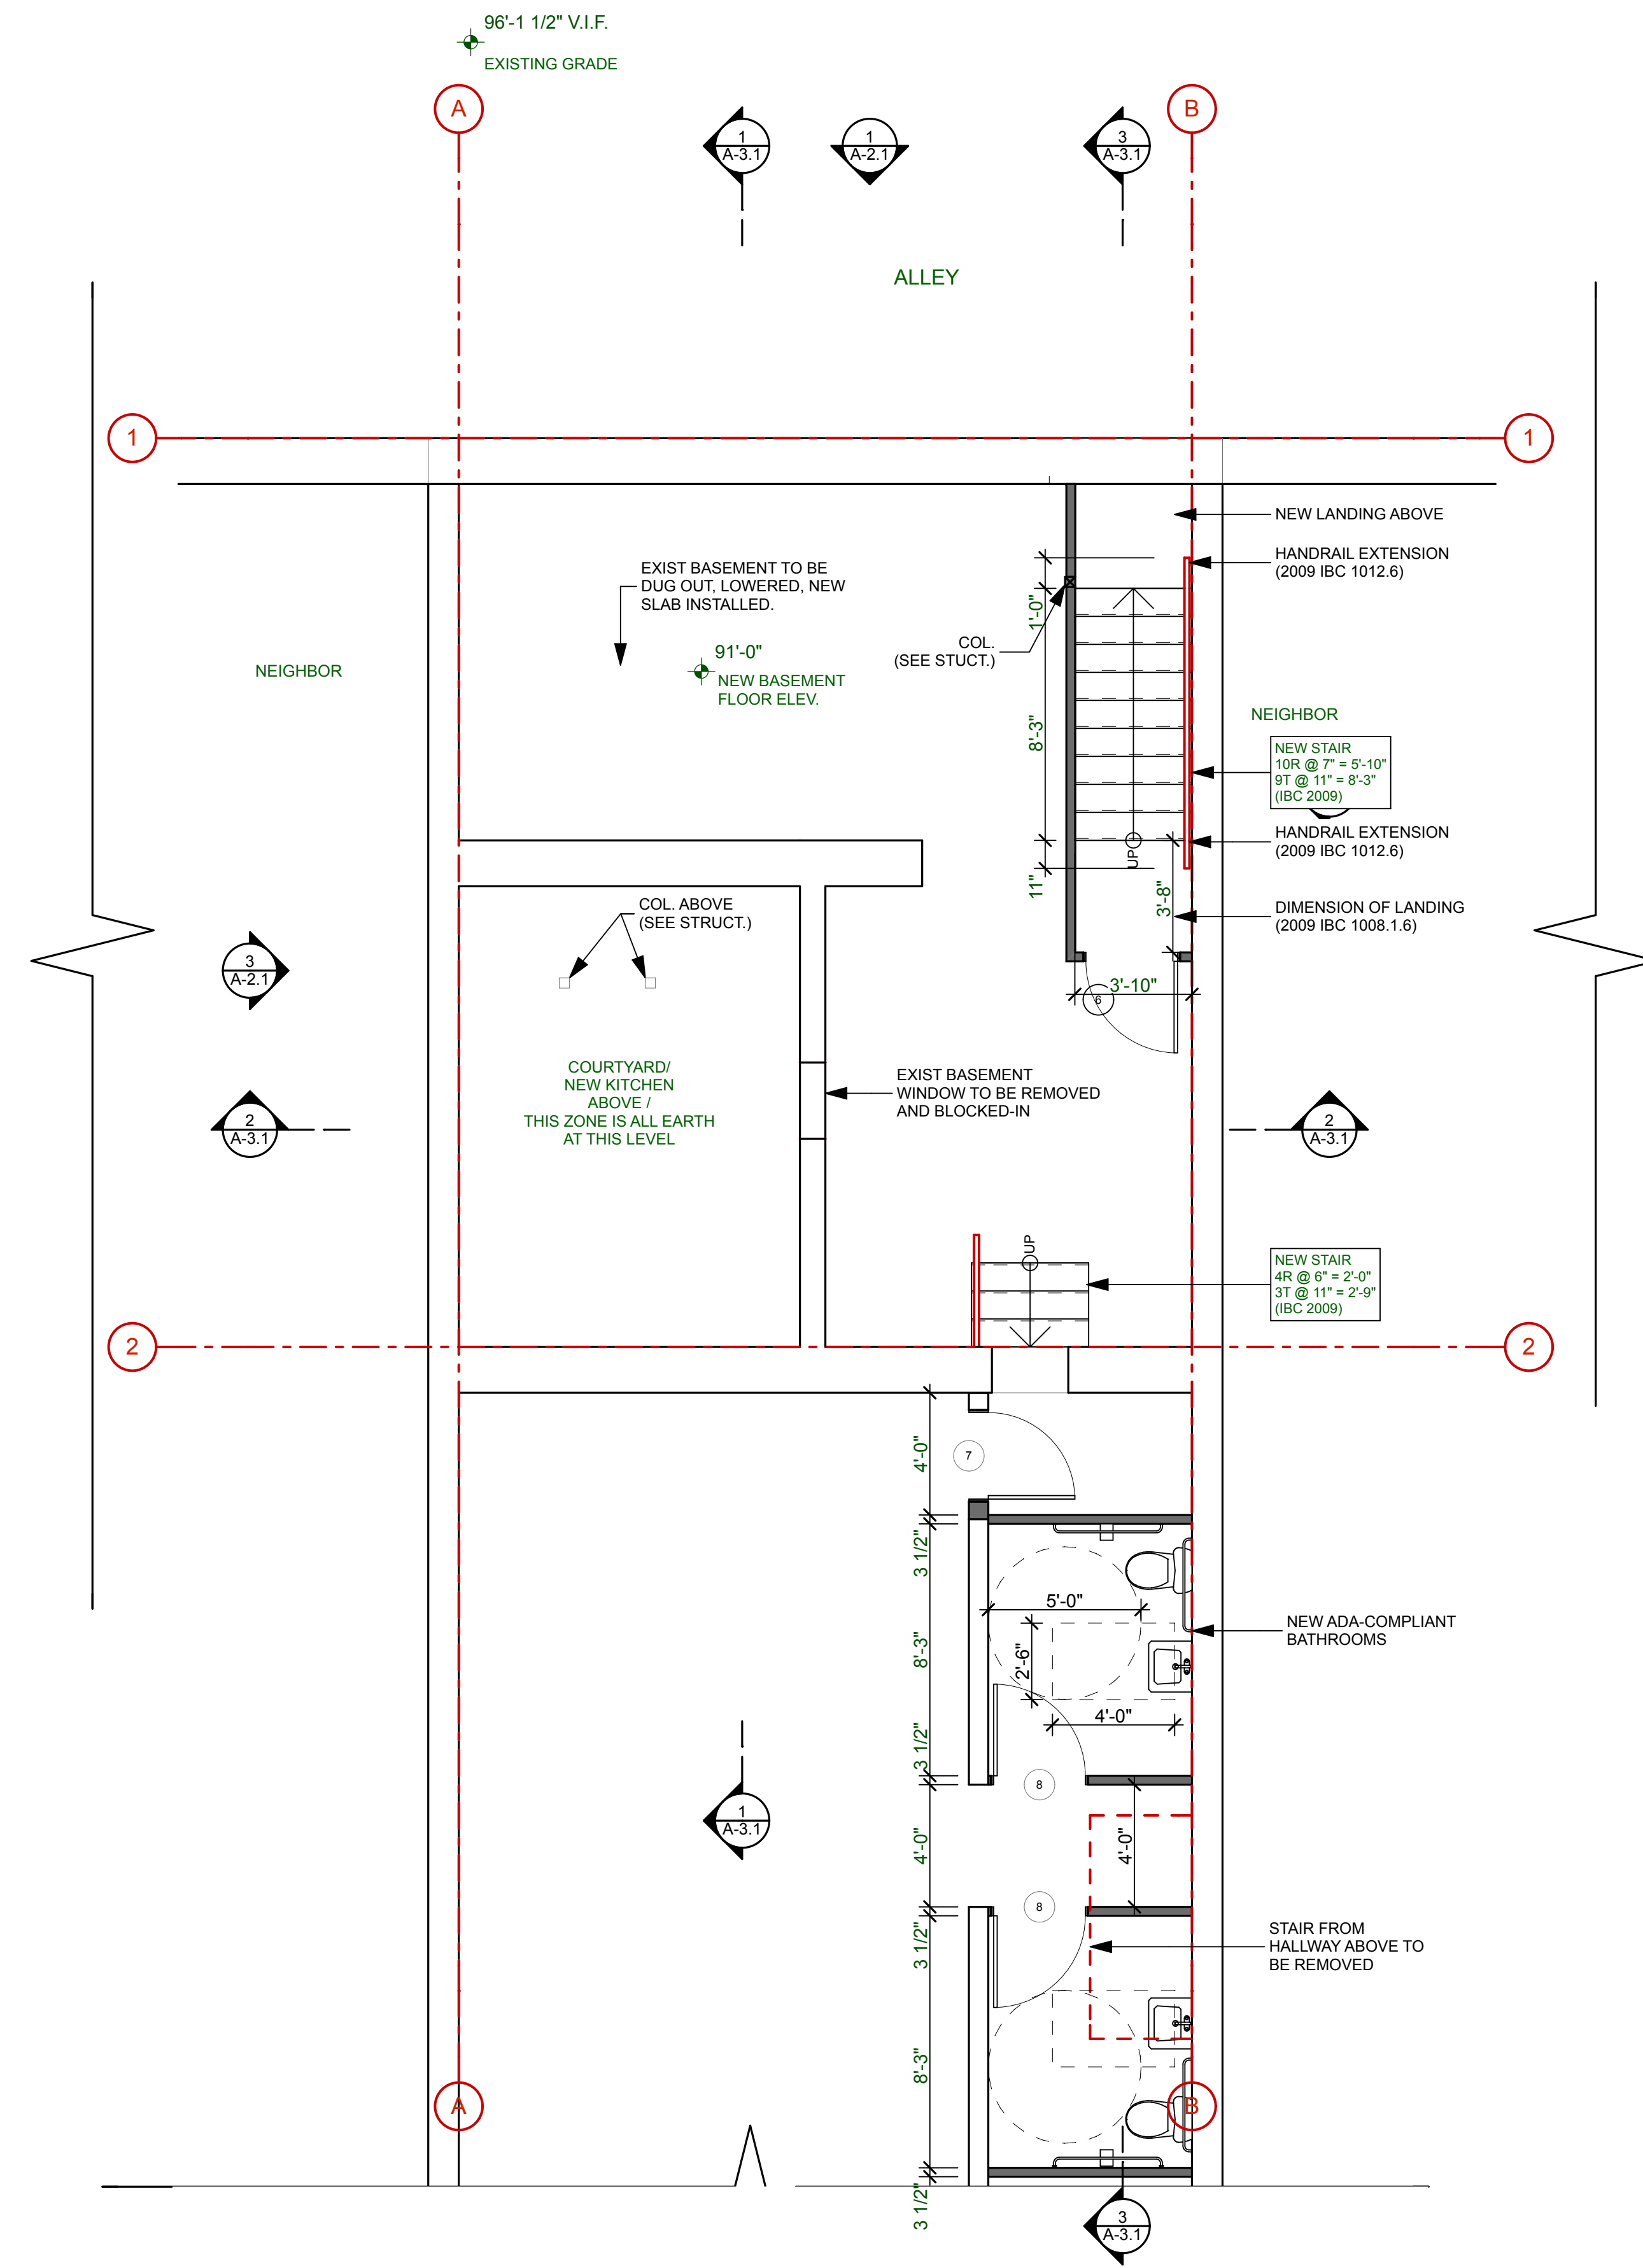 96'-1 1/2" V.I.F.
EXISTING GRADE
A
B
1
A-3.1
1
A-2.1
3
A-3.1
ALLEY
1
1
NEW LANDING ABOVE
HANDRAIL EXTENSION
(2009 IBC 1012.6)
EXIST BASEMENT TO BE
DUG OUT, LOWERED, NEW
SLAB INSTALLED.
1'-0"
COL.
(SEE STUCT.)
NEIGHBOR
91'-0"
NEW BASEMENT
FLOOR ELEV.
8'-3"
NEIGHBOR
NEW STAIR
10R @ 7" = 5'-10"
9T @ 11" = 8'-3"
(IBC 2009)
HANDRAIL EXTENSION
(2009 IBC 1012.6)
UP
11"
3'-8"
COL. ABOVE
(SEE STRUCT.)
DIMENSION OF LANDING
(2009 IBC 1008.1.6)
3
A-2.1
3'-10"
6
COURTYARD/
NEW KITCHEN
ABOVE /
THIS ZONE IS ALL EARTH
AT THIS LEVEL
EXIST BASEMENT
WINDOW TO BE REMOVED
AND BLOCKED-IN
2
A-3.1
2
A-3.1
UP
NEW STAIR
4R @ 6" = 2'-0"
3T @ 11" = 2'-9"
(IBC 2009)
2
2
4'-0"
7
3 1/2"
5'-0"
8'-3"
2'-6"
NEW ADA-COMPLIANT
BATHROOMS
4'-0"
3 1/2"
8
1
A-3.1
4'-0"
4'-0"
8
3 1/2"
STAIR FROM
HALLWAY ABOVE TO
BE REMOVED
8'-3"
A
B
3 1/2"
3
A-3.1